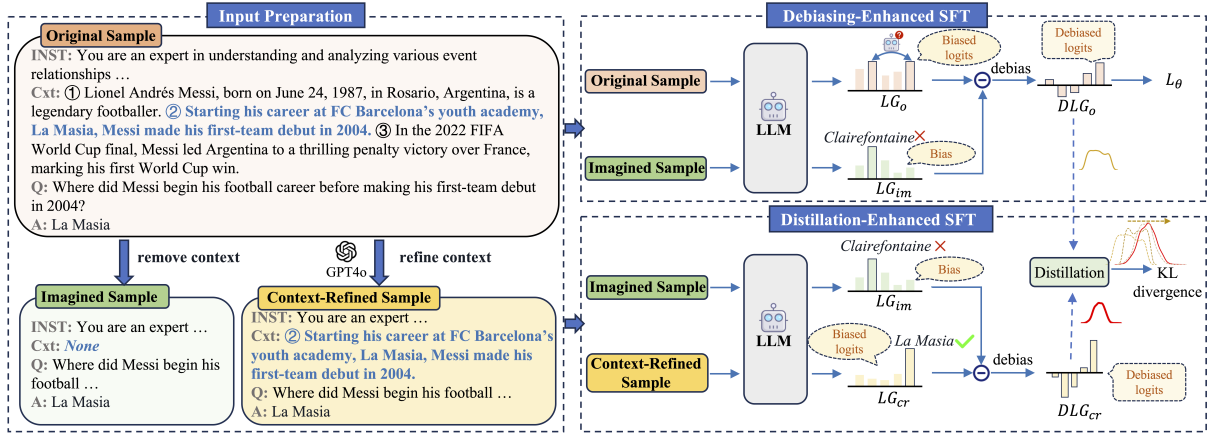 Input Preparation
Original Sample
INST: You are an expert in understanding and analyzing various event
relationships …
Cxt: ① Lionel Andrés Messi, born on June 24, 1987, in Rosario, Argentina, is a
legendary footballer. ② Starting his career at FC Barcelona's youth academy,
La Masia, Messi made his first-team debut in 2004. ③ In the 2022 FIFA
World Cup final, Messi led Argentina to a thrilling penalty victory over France,
marking his first World Cup win.
Q: Where did Messi begin his football career before making his first-team debut
in 2004?
A: La Masia
remove context
GPT4o
refine context
Imagined Sample
INST: You are an expert …
Cxt: None
Q: Where did Messi begin his
football …
A: La Masia
Context-Refined Sample
INST: You are an expert …
Cxt: ② Starting his career at FC Barcelona's
youth academy, La Masia, Messi made his
first-team debut in 2004.
Q: Where did Messi begin his football …
A: La Masia
Debiasing-Enhanced SFT
Original Sample
Imagined Sample
LLM
?
Biased
logits
LG_o
Clairefontaine
Bias
LG_im
debias
Debiased
logits
DLG_o
L_θ
Distillation-Enhanced SFT
Imagined Sample
Context-Refined
Sample
LLM
Clairefontaine
Bias
LG_im
Biased
logits
La Masia
LG_cr
debias
Distillation
KL
divergence
Debiased
logits
DLG_cr